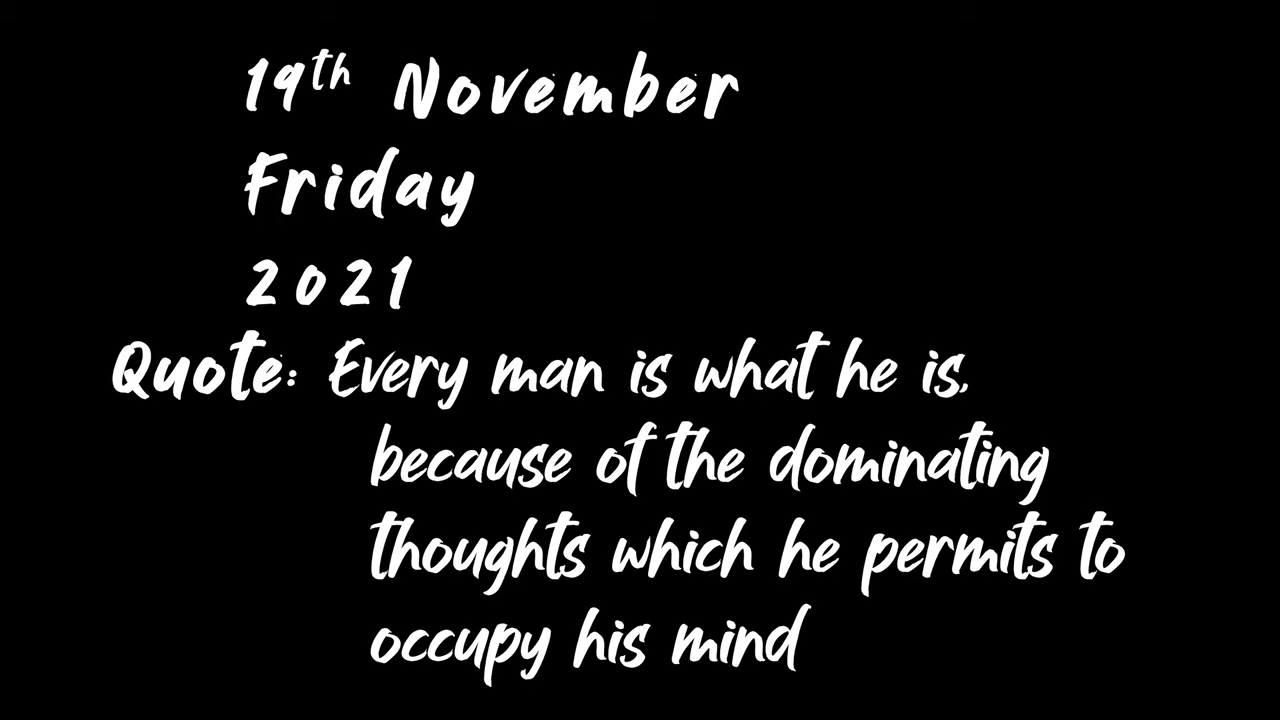 19th November
Friday
2021
Quote: Every man is what he is,
because of the dominating
thoughts which he permits to
occupy his mind